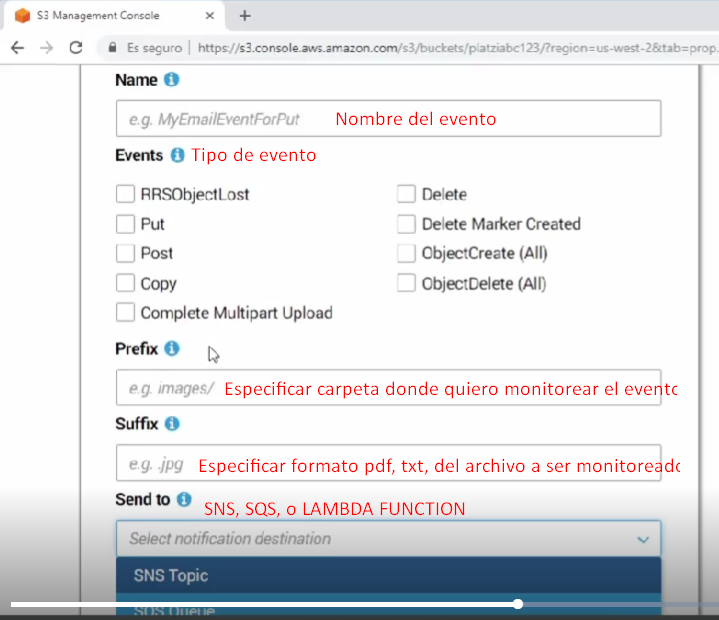 S3 Management Console
Es seguro | https://s3.console.aws.amazon.com/s3/buckets/platziabc123/?region=us-west-2&tab=prop
Name
e.g. MyEmailEventForPut Nombre del evento
Events Tipo de evento
RRSObjectLost Delete
Put Delete Marker Created
Post ObjectCreate (All)
Copy ObjectDelete (All)
Complete Multipart Upload
Prefix
e.g. images/ Especificar carpeta donde quiero monitorear el evento
Suffix
e.g. .jpg Especificar formato pdf, txt, del archivo a ser monitoreado
Send to SNS, SQS, o LAMBDA FUNCTION
Select notification destination
SNS Topic
SQS Queue